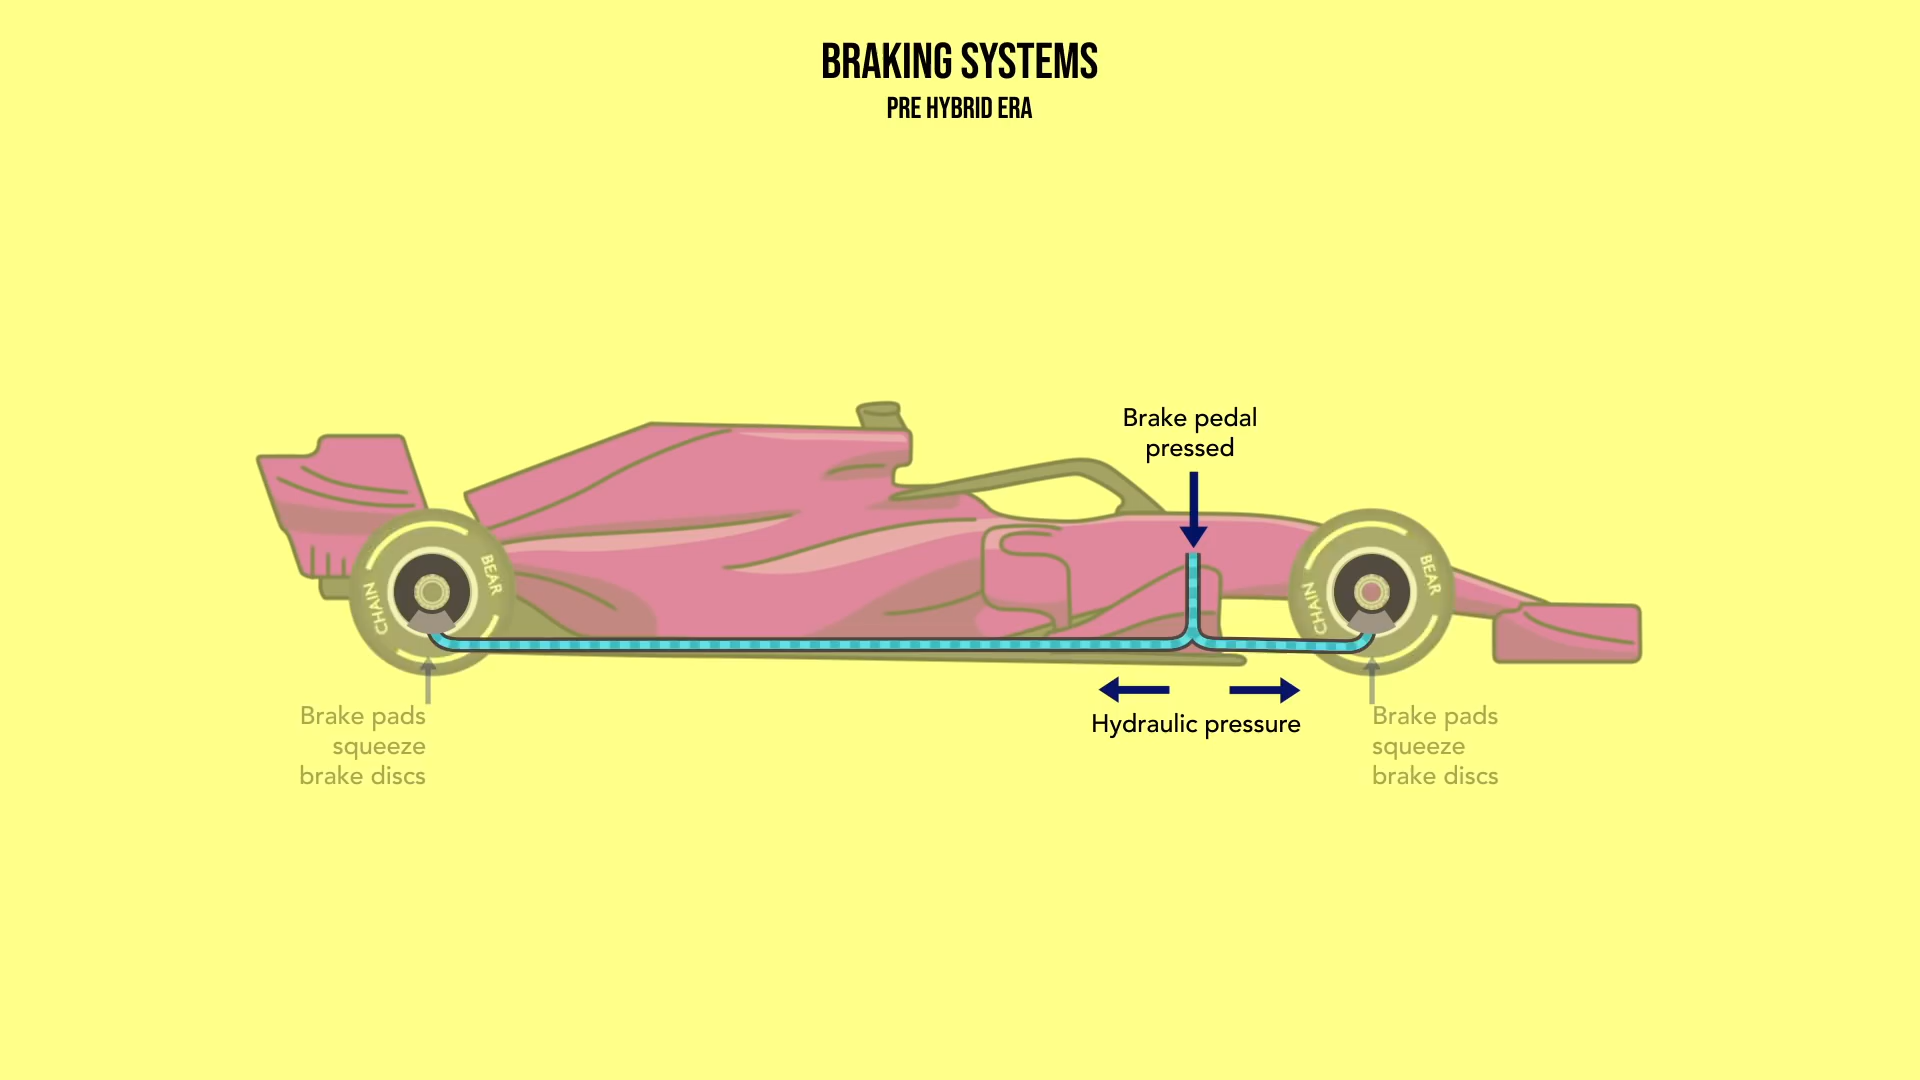 BRAKING SYSTEMS
PRE HYBRID ERA
Brake pedal
pressed
BEAR
CHAIN
BEAR
CHAIN
Hydraulic pressure
Brake pads
squeeze
brake discs
Brake pads
squeeze
brake discs